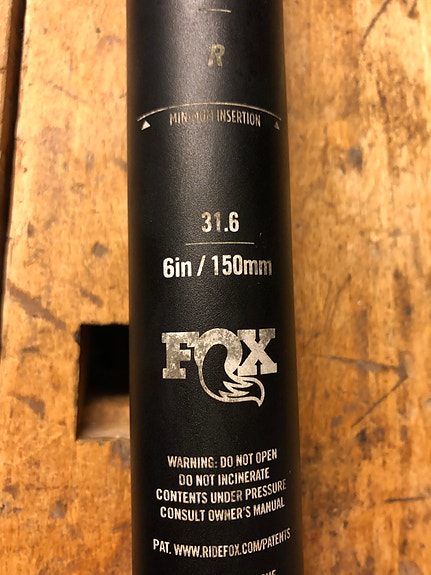 R
MINIMUM INSERTION
31.6
6in / 150mm
FOX
WARNING: DO NOT OPEN
DO NOT INCINERATE
CONTENTS UNDER PRESSURE
CONSULT OWNER'S MANUAL
PAT. WWW.RIDEFOX.COM/PATENTS